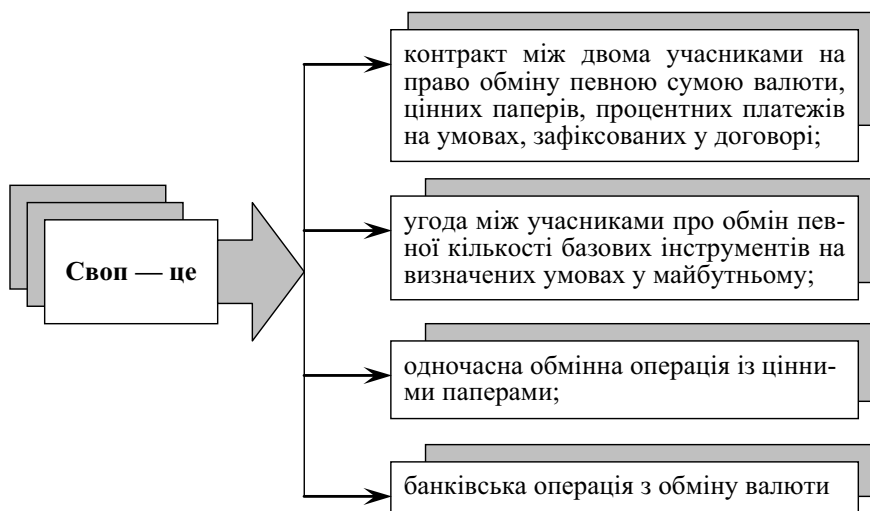 Своп — це
контракт між двома учасниками на
право обміну певною сумою валюти,
цінних паперів, процентних платежів
на умовах, зафіксованих у договорі;
угода між учасниками про обмін пев-
ної кількості базових інструментів на
визначених умовах у майбутньому;
одночасна обмінна операція із цінни-
ми паперами;
банківська операція з обміну валюти